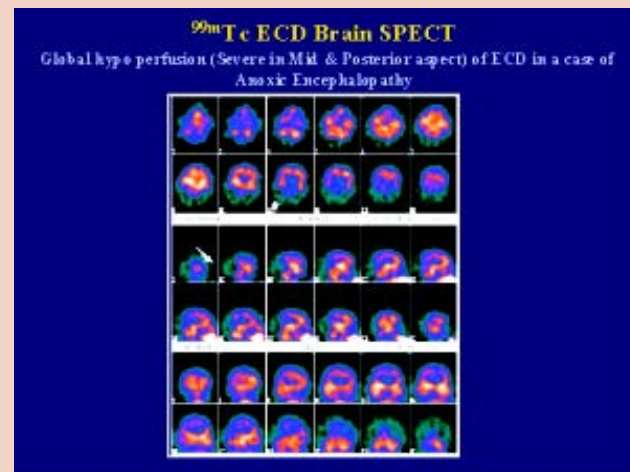 99mTc ECD Brain SPECT
Global hypo perfusion (Severe in Mid & Posterior aspect) of ECD in a case of
Anoxic Encephalopathy